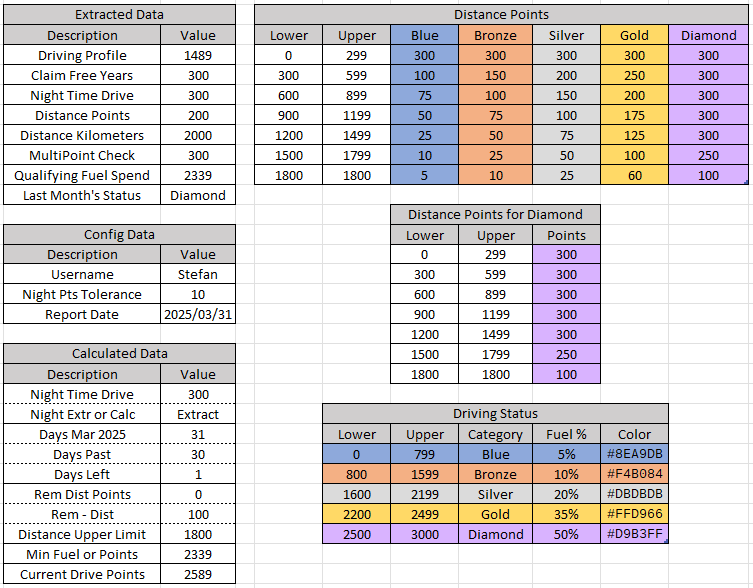 Extracted Data
Description Value
Driving Profile 1489
Claim Free Years 300
Night Time Drive 300
Distance Points 200
Distance Kilometers 2000
MultiPoint Check 300
Qualifying Fuel Spend 2339
Last Month's Status Diamond
Config Data
Description Value
Username Stefan
Night Pts Tolerance 10
Report Date 2025/03/31
Calculated Data
Description Value
Night Time Drive 300
Night Extr or Calc Extract
Days Mar 2025 31
Days Past 30
Days Left 1
Rem Dist Points 0
Rem - Dist 100
Distance Upper Limit 1800
Min Fuel or Points 2339
Current Drive Points 2589
Distance Points
Lower Upper Blue Bronze Silver Gold Diamond
0 299 300 300 300 300 300
300 599 100 150 200 250 300
600 899 75 100 150 200 300
900 1199 50 75 100 175 300
1200 1499 25 50 75 125 300
1500 1799 10 25 50 100 250
1800 1800 5 10 25 60 100
Distance Points for Diamond
Lower Upper Points
0 299 300
300 599 300
600 899 300
900 1199 300
1200 1499 300
1500 1799 250
1800 1800 100
Driving Status
Lower Upper Category Fuel % Color
0 799 Blue 5% #8EA9DB
800 1599 Bronze 10% #F4B084
1600 2199 Silver 20% #DBDBDB
2200 2499 Gold 35% #FFD966
2500 3000 Diamond 50% #D9B3FF